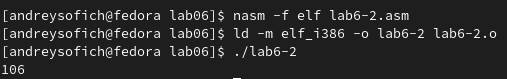 [andreysofich@fedora lab06]$ nasm -f elf lab6-2.asm
[andreysofich@fedora lab06]$ ld -m elf_i386 -o lab6-2 lab6-2.o
[andreysofich@fedora lab06]$ ./lab6-2
106